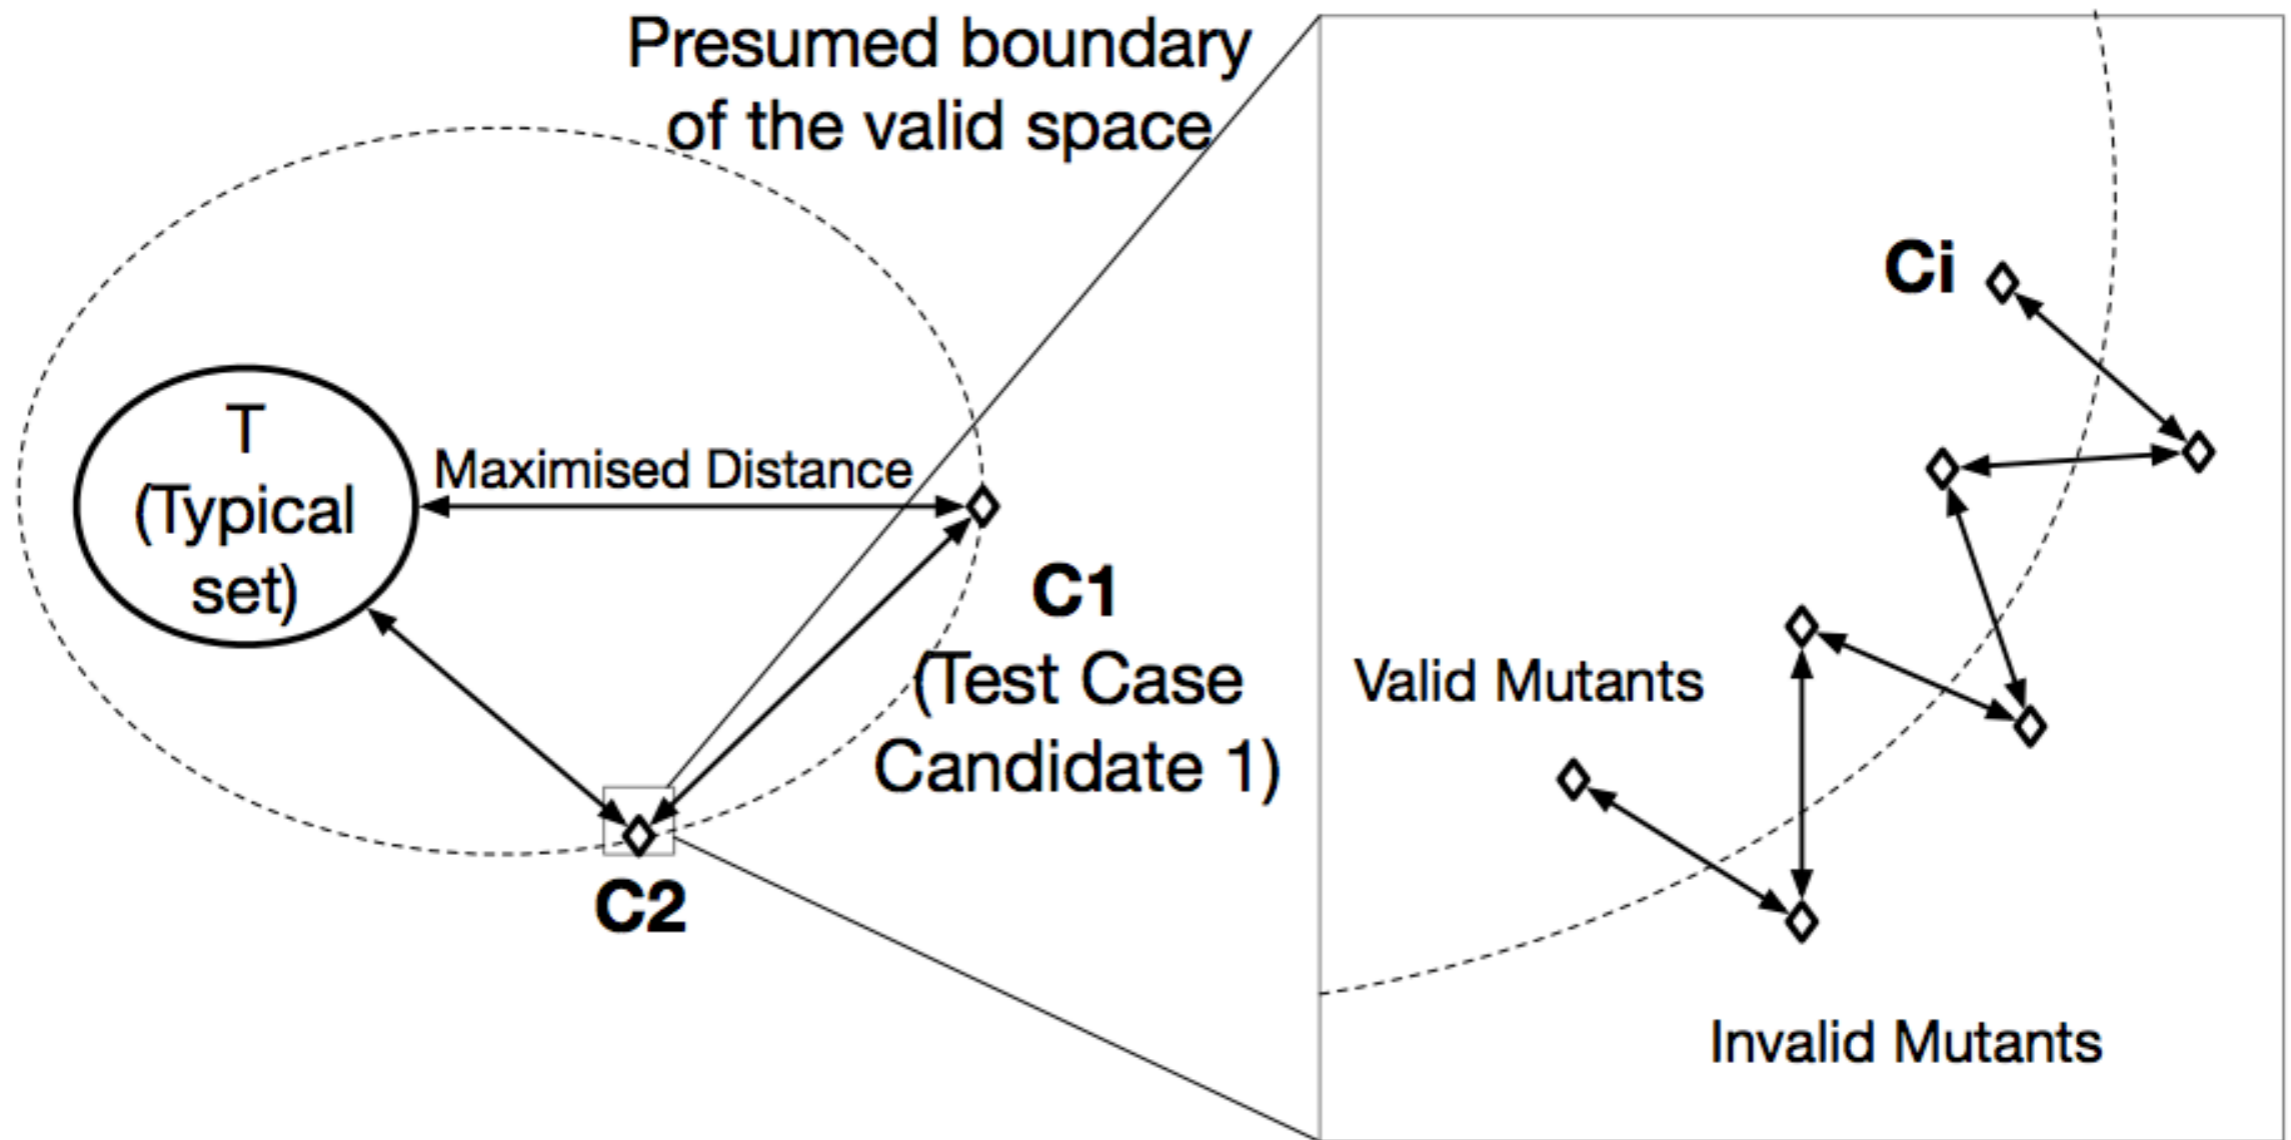 Presumed boundary
of the valid space
T
(Typical
set)
Maximised Distance
C1
(Test Case
Candidate 1)
C2
Ci
Valid Mutants
Invalid Mutants